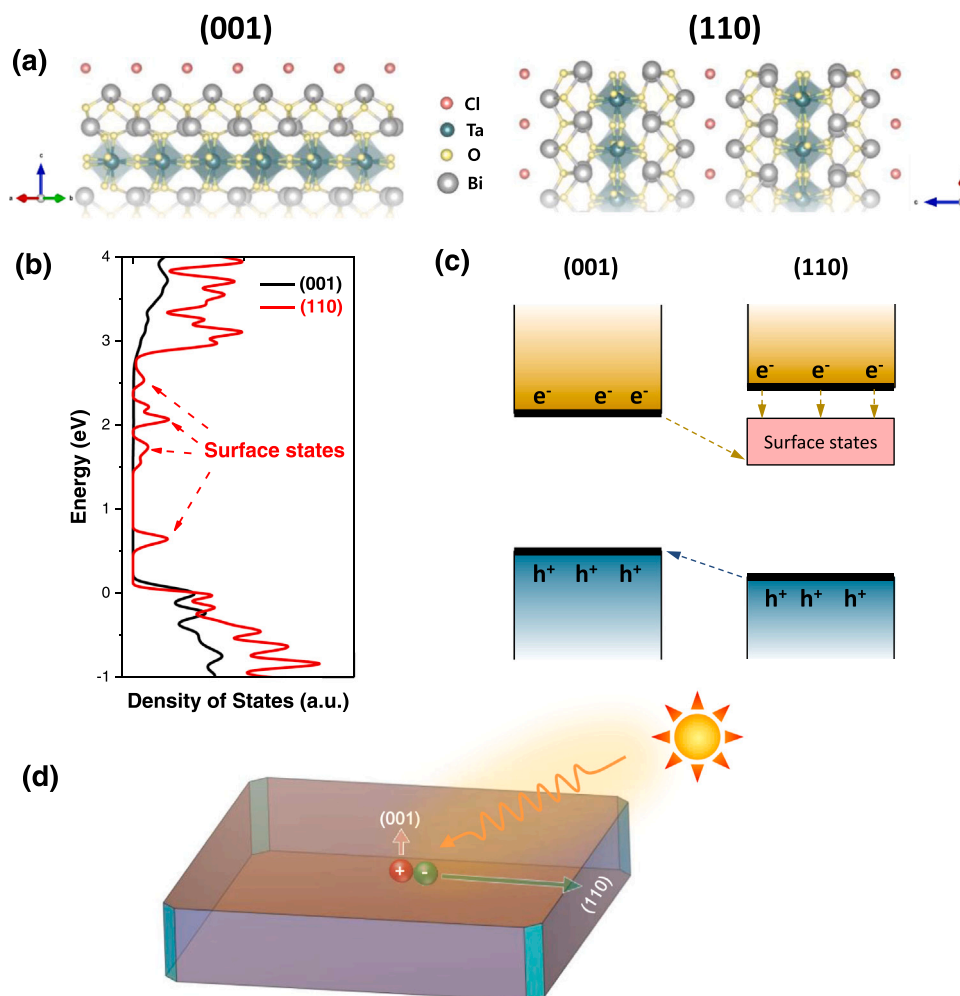 (001)
(110)
(a)
Cl
Ta
O
Bi
c
a
b
c
(b)
4
3
2
1
0
-1
Energy (eV)
Density of States (a.u.)
(001)
(110)
Surface states
(c)
(001)
(110)
e-
e-
e-
e-
e-
e-
Surface states
h+
h+
h+
h+
h+
h+
(d)
(001)
+
-
(110)